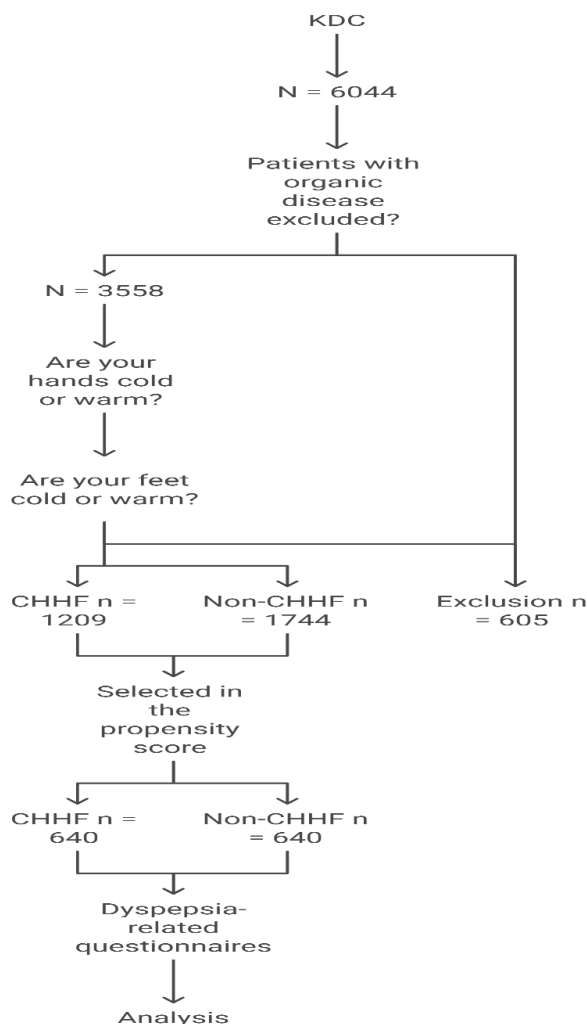 KDC
N = 6044
Patients with
organic
disease
excluded?
N = 3558
Are your
hands cold
or warm?
Are your feet
cold or warm?
CHHF n =
1209
Non-CHHF n
= 1744
Exclusion n
= 605
Selected in
the
propensity
score
CHHF n =
640
Non-CHHF n
= 640
Dyspepsia-
related
questionnaires
Analysis